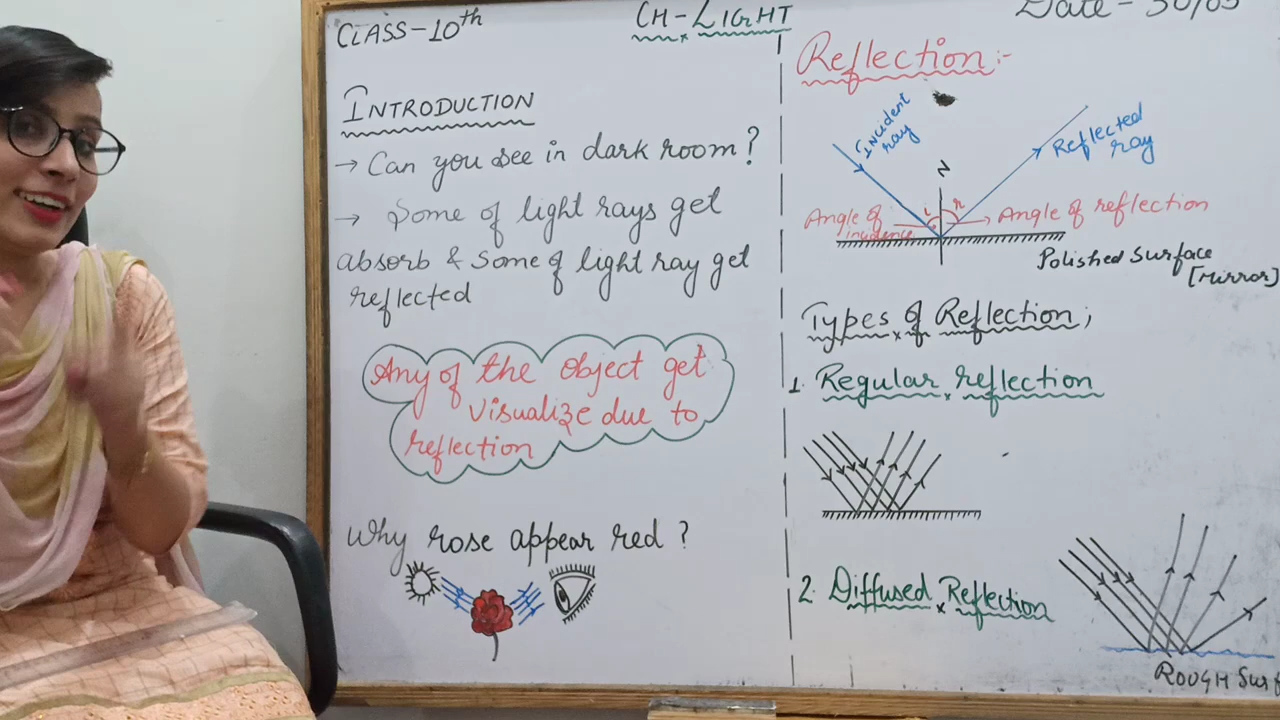 CLASS-10th
CH-LIGHT
Date-30/05
INTRODUCTION
→ Can you see in dark room?
→ Some of light rays get
absorb & some of light ray get
reflected
Any of the object get
visualize due to
reflection
Why rose appear red ?
Reflection:-
Incident
ray
N
Reflected
ray
i r
Angle of
incidence
Angle of reflection
Polished Surface
[Mirror]
Types of Reflection;
1. Regular reflection
2. Diffused Reflection
ROUGH Surf